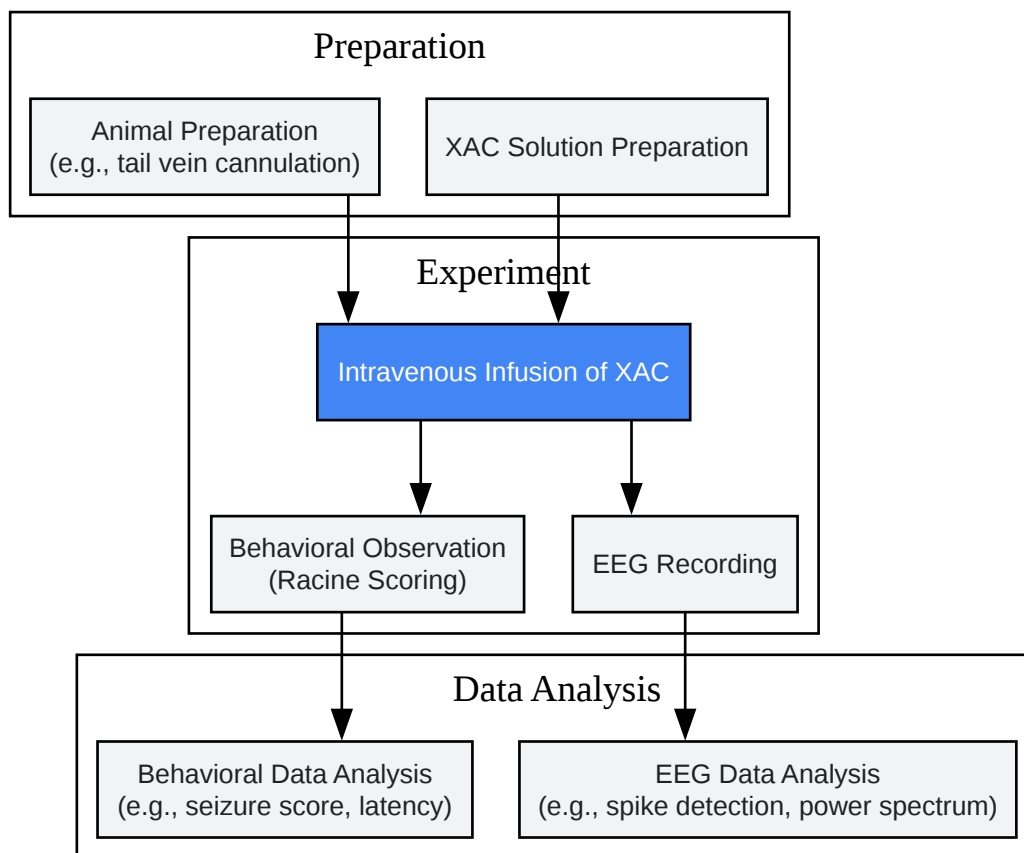 Preparation
Animal Preparation
(e.g., tail vein cannulation)
XAC Solution Preparation
Experiment
Intravenous Infusion of XAC
Behavioral Observation
(Racine Scoring)
EEG Recording
Data Analysis
Behavioral Data Analysis
(e.g., seizure score, latency)
EEG Data Analysis
(e.g., spike detection, power spectrum)